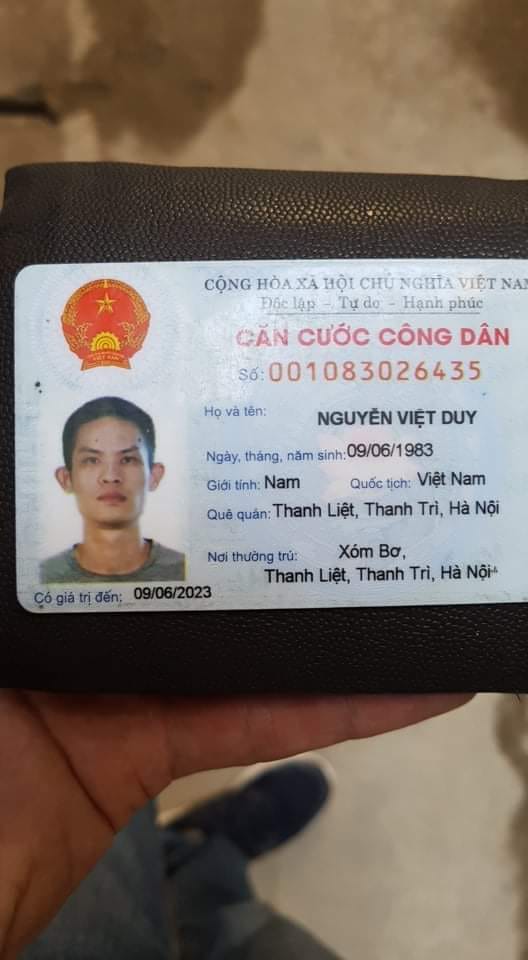 CỘNG HÒA XÃ HỘI CHỦ NGHĨA VIỆT NAM
Độc lập – Tự do – Hạnh phúc
CĂN CƯỚC CÔNG DÂN
Số: 001083026435
Họ và tên: NGUYỄN VIỆT DUY
Ngày, tháng, năm sinh: 09/06/1983
Giới tính: Nam Quốc tịch: Việt Nam
Quê quán: Thanh Liệt, Thanh Trì, Hà Nội
Nơi thường trú: Xóm Bơ,
Thanh Liệt, Thanh Trì, Hà Nội
Có giá trị đến: 09/06/2023